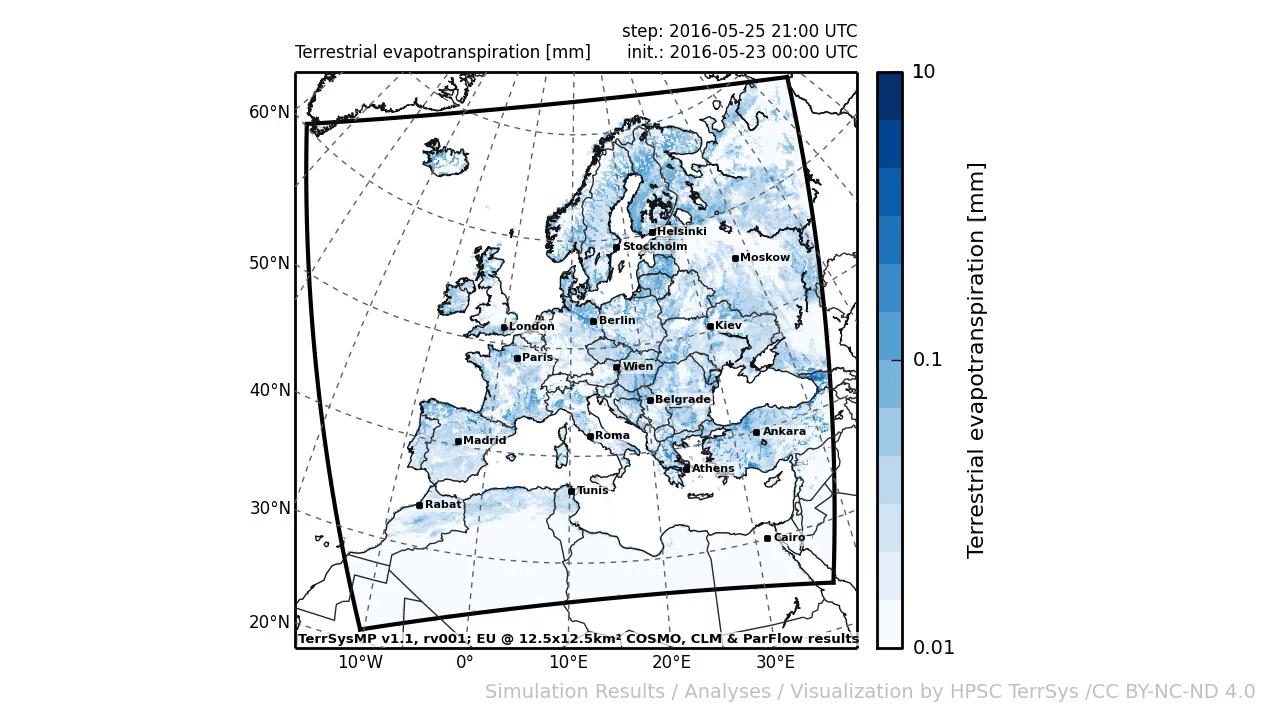 step: 2016-05-25 21:00 UTC
Terrestrial evapotranspiration [mm] init.: 2016-05-23 00:00 UTC
10
60°N
Helsinki
Stockholm
Moskow
50°N
London
Berlin
Kiev
Paris
0.1
Wien
40°N
Belgrade
Ankara
Madrid
Roma
Athens
Tunis
30°N
Rabat
Cairo
20°N
TerrSysMP v1.1, rv001; EU @ 12.5x12.5km² COSMO, CLM & ParFlow results
0.01
10°W 0° 10°E 20°E 30°E
Terrestrial evapotranspiration [mm]
Simulation Results / Analyses / Visualization by HPSC TerrSys /CC BY-NC-ND 4.0